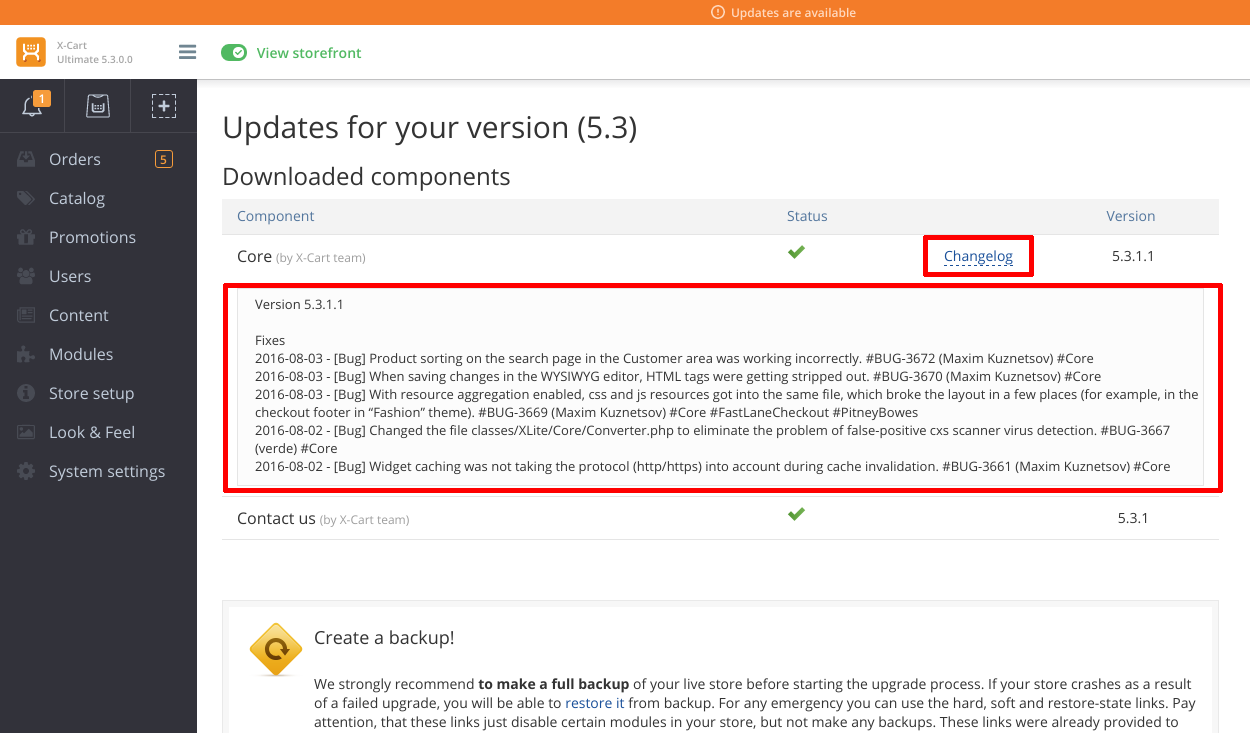 Updates are available
X-Cart
Ultimate 5.3.0.0
View storefront
1
Orders 5
Catalog
Promotions
Users
Content
Modules
Store setup
Look & Feel
System settings
Updates for your version (5.3)
Downloaded components
Component Status Version
Core (by X-Cart team) Changelog 5.3.1.1
Version 5.3.1.1
Fixes
2016-08-03 - [Bug] Product sorting on the search page in the Customer area was working incorrectly. #BUG-3672 (Maxim Kuznetsov) #Core
2016-08-03 - [Bug] When saving changes in the WYSIWYG editor, HTML tags were getting stripped out. #BUG-3670 (Maxim Kuznetsov) #Core
2016-08-03 - [Bug] With resource aggregation enabled, css and js resources got into the same file, which broke the layout in a few places (for example, in the
checkout footer in “Fashion” theme). #BUG-3669 (Maxim Kuznetsov) #Core #FastLaneCheckout #PitneyBowes
2016-08-02 - [Bug] Changed the file classes/XLite/Core/Converter.php to eliminate the problem of false-positive cxs scanner virus detection. #BUG-3667
(verde) #Core
2016-08-02 - [Bug] Widget caching was not taking the protocol (http/https) into account during cache invalidation. #BUG-3661 (Maxim Kuznetsov) #Core
Contact us (by X-Cart team) 5.3.1
Create a backup!
We strongly recommend to make a full backup of your live store before starting the upgrade process. If your store crashes as a result
of a failed upgrade, you will be able to restore it from backup. For any emergency you can use the hard, soft and restore-state links. Pay
attention, that these links just disable certain modules in your store, but not make any backups. These links were already provided to